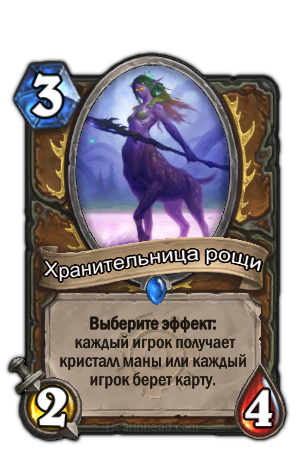 3
Хранительница рощи
Выберите эффект:
каждый игрок получает
кристалл маны или каждый
игрок берет карту.
2
4